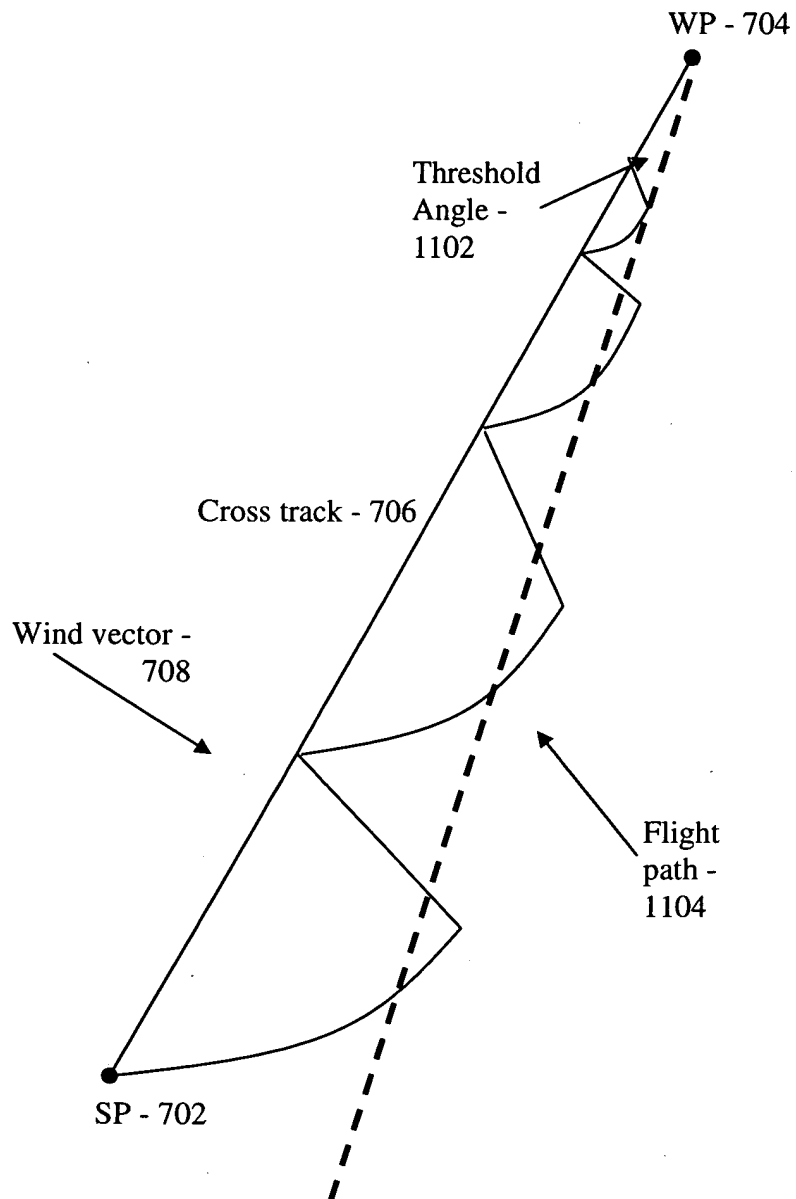 WP - 704
Threshold
Angle -
1102
Cross track - 706
Wind vector -
708
Flight
path -
1104
SP - 702